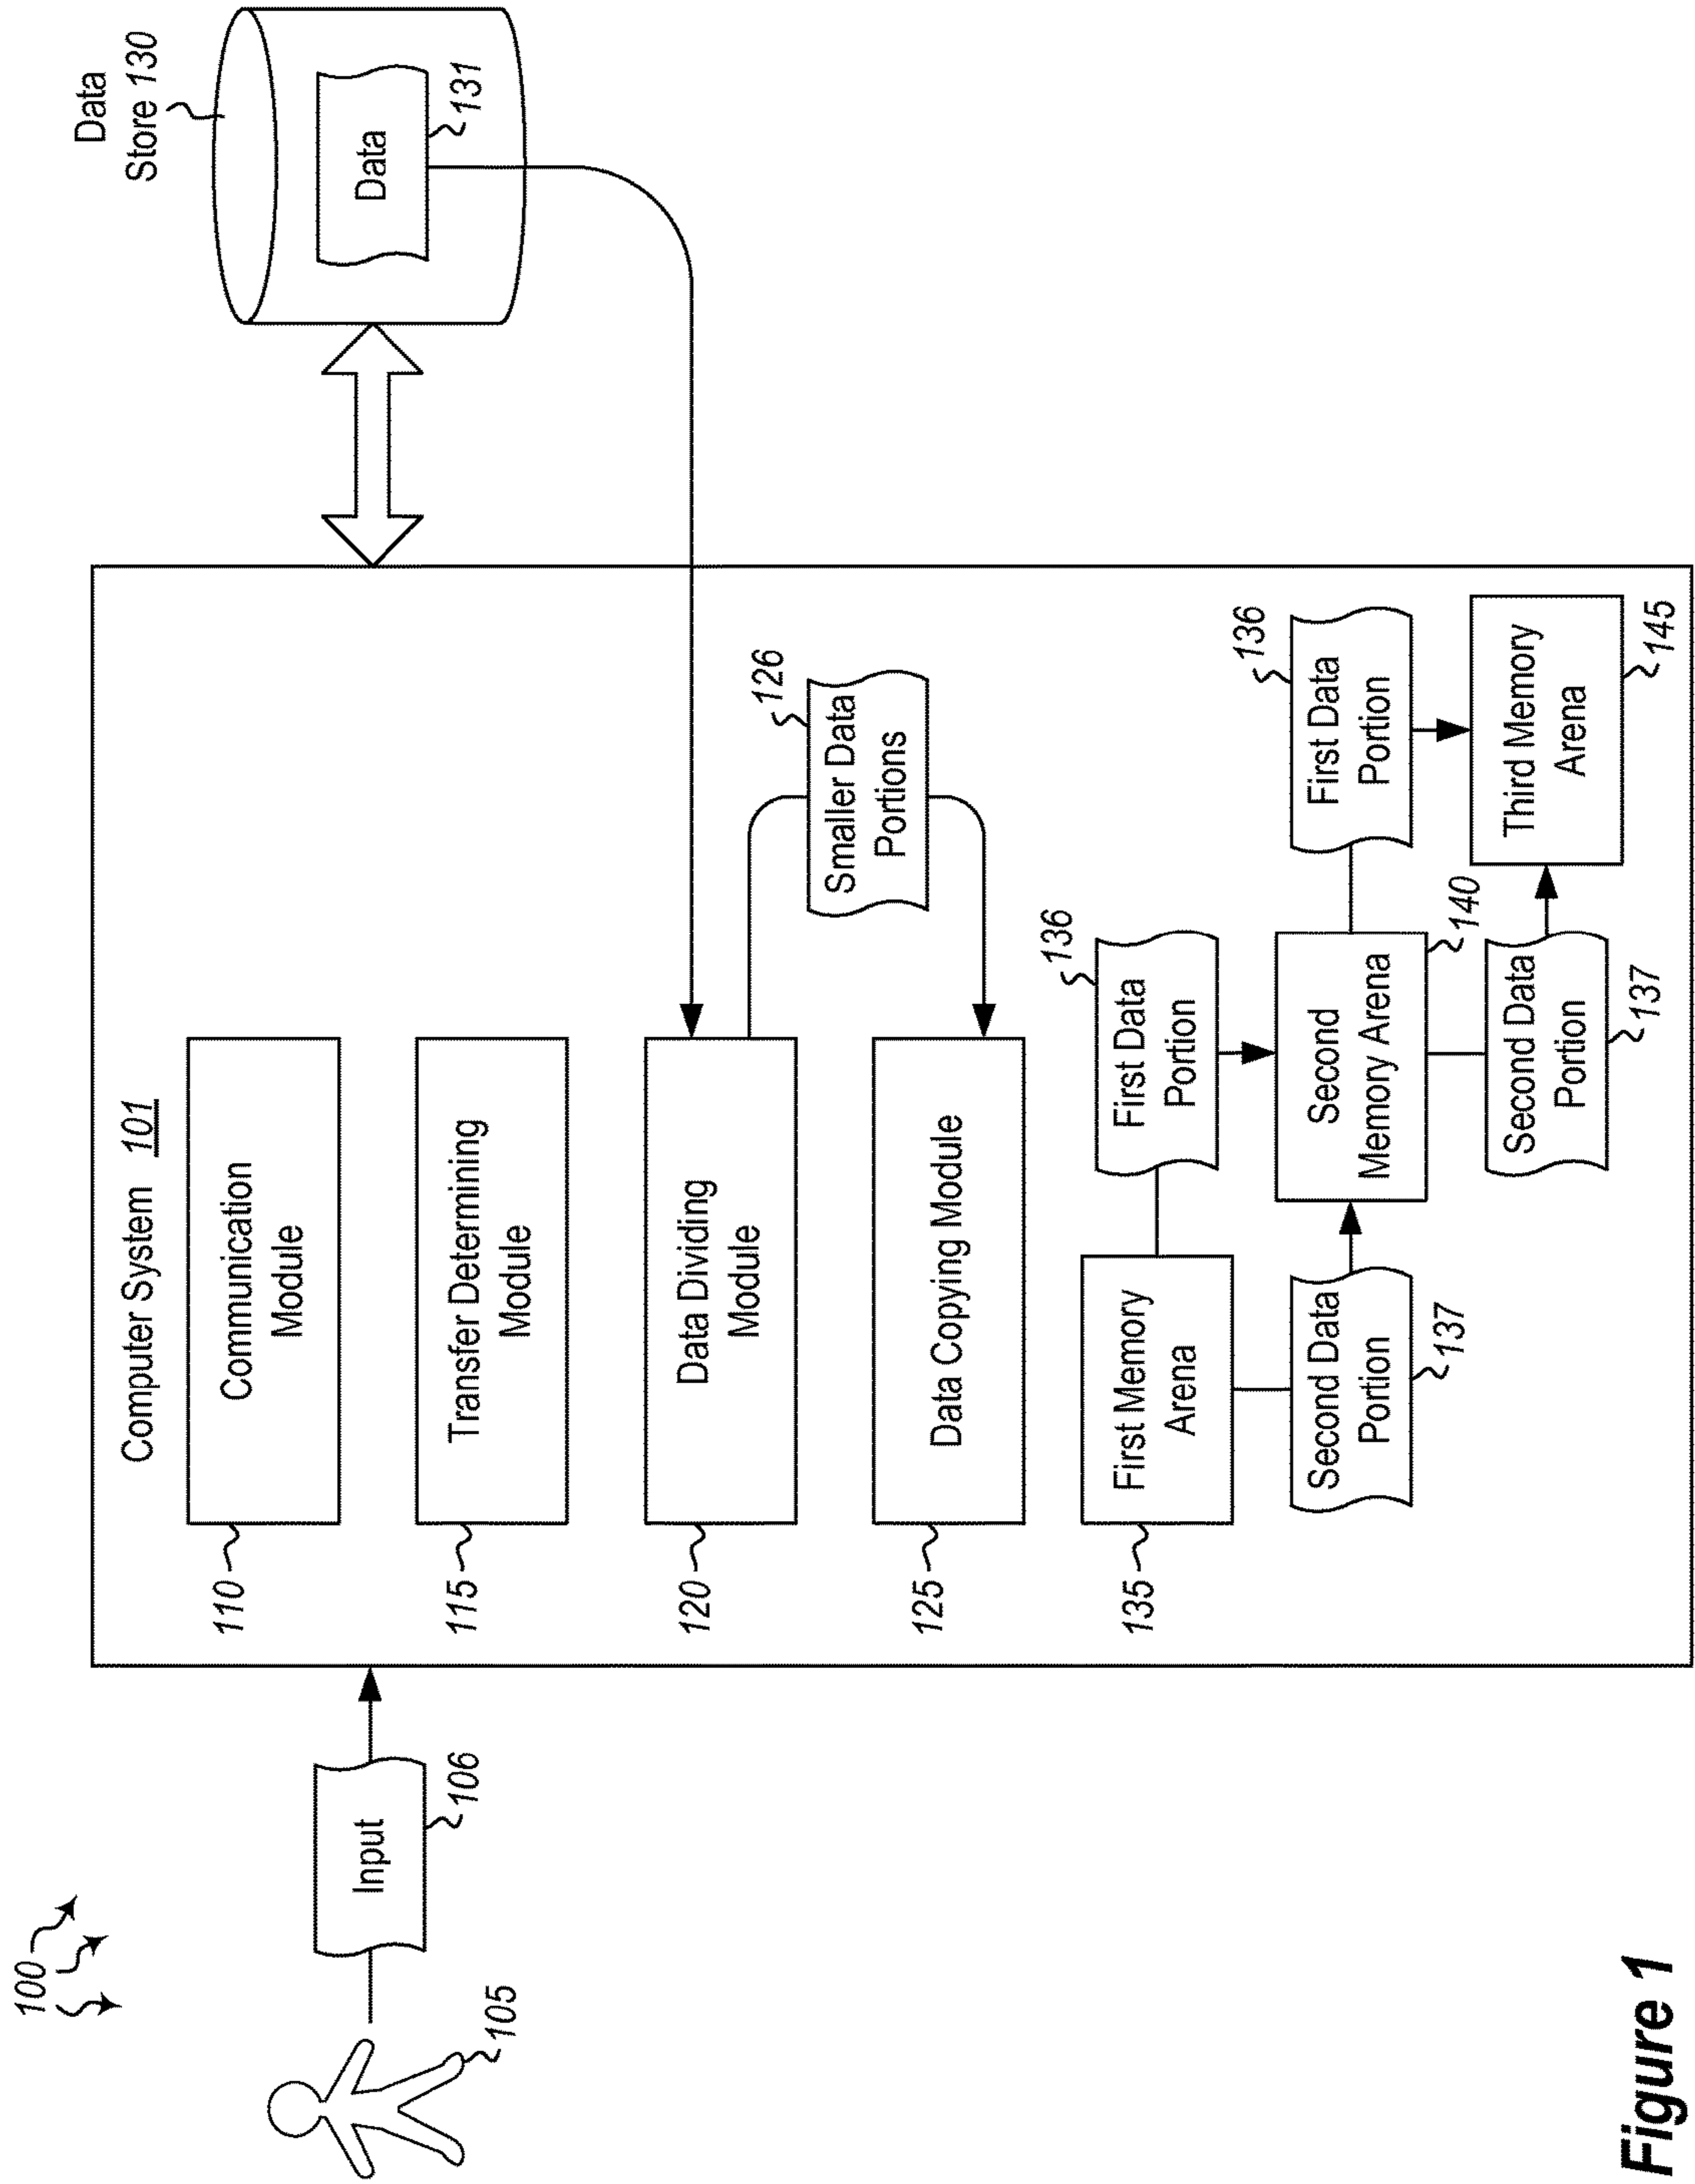 100
105
Input
106
Computer System 101
Communication
Module
110
Transfer Determining
Module
115
Data Dividing
Module
120
Data Copying Module
125
Smaller Data
Portions
126
Data
Store 130
Data
131
First Memory
Arena
135
First Data
Portion
136
Second Data
Portion
137
Second
Memory Arena
140
First Data
Portion
136
Second Data
Portion
137
Third Memory
Arena
145
Figure 1